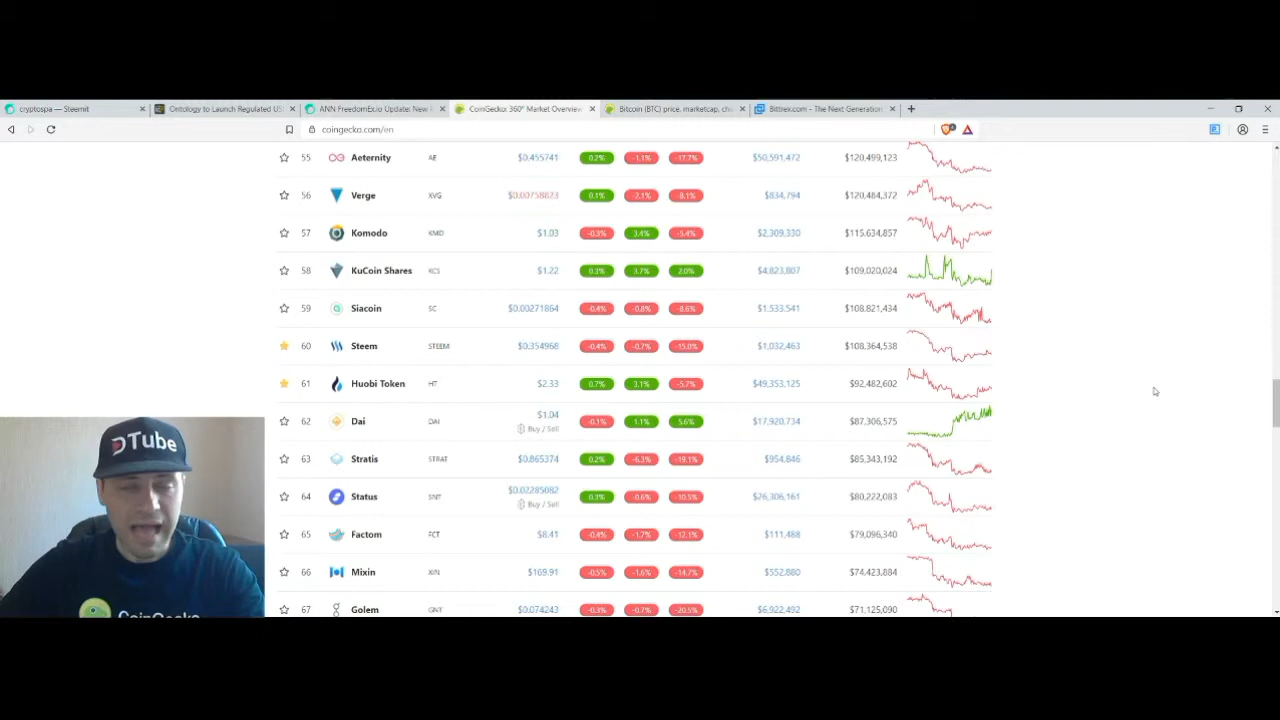 cryptospa — Steemit
Ontology to Launch Regulated US
ANN FreedomEx.io Update: New
CoinGecko: 360° Market Overview
Bitcoin (BTC) price, marketcap, ch
Bittrex.com - The Next Generation
coingecko.com/en
55 Aeternity AE $0.455741 0.2% -1.1% -17.7% $50,591,472 $120,499,123
56 Verge XVG $0.00758823 0.1% -2.1% -8.1% $834,794 $120,484,372
57 Komodo KMD $1.03 -0.3% 3.4% -5.4% $2,309,330 $115,634,857
58 KuCoin Shares KCS $1.22 0.3% 3.7% 2.0% $4,823,807 $109,020,024
59 Siacoin SC $0.00271864 -0.4% -0.8% -8.6% $1,533,541 $108,821,434
60 Steem STEEM $0.354968 -0.4% -0.7% -15.0% $1,032,463 $108,364,538
61 Huobi Token HT $2.33 0.7% 3.1% -5.7% $49,353,125 $92,482,602
62 Dai DAI $1.04 -0.1% 1.1% 5.6% $17,920,734 $87,306,575
Buy / Sell
63 Stratis STRAT $0.865374 0.2% -6.3% -19.1% $954,846 $85,343,192
64 Status SNT $0.02285082 0.3% -0.6% -10.5% $26,306,161 $80,222,083
Buy / Sell
65 Factom FCT $8.41 -0.4% -1.7% -12.1% $111,488 $79,096,340
66 Mixin XIN $169.91 -0.5% -1.6% -14.7% $552,880 $74,423,884
67 Golem GNT $0.074243 -0.3% -0.7% -20.5% $6,922,492 $71,125,090
DTube
CoinGecko